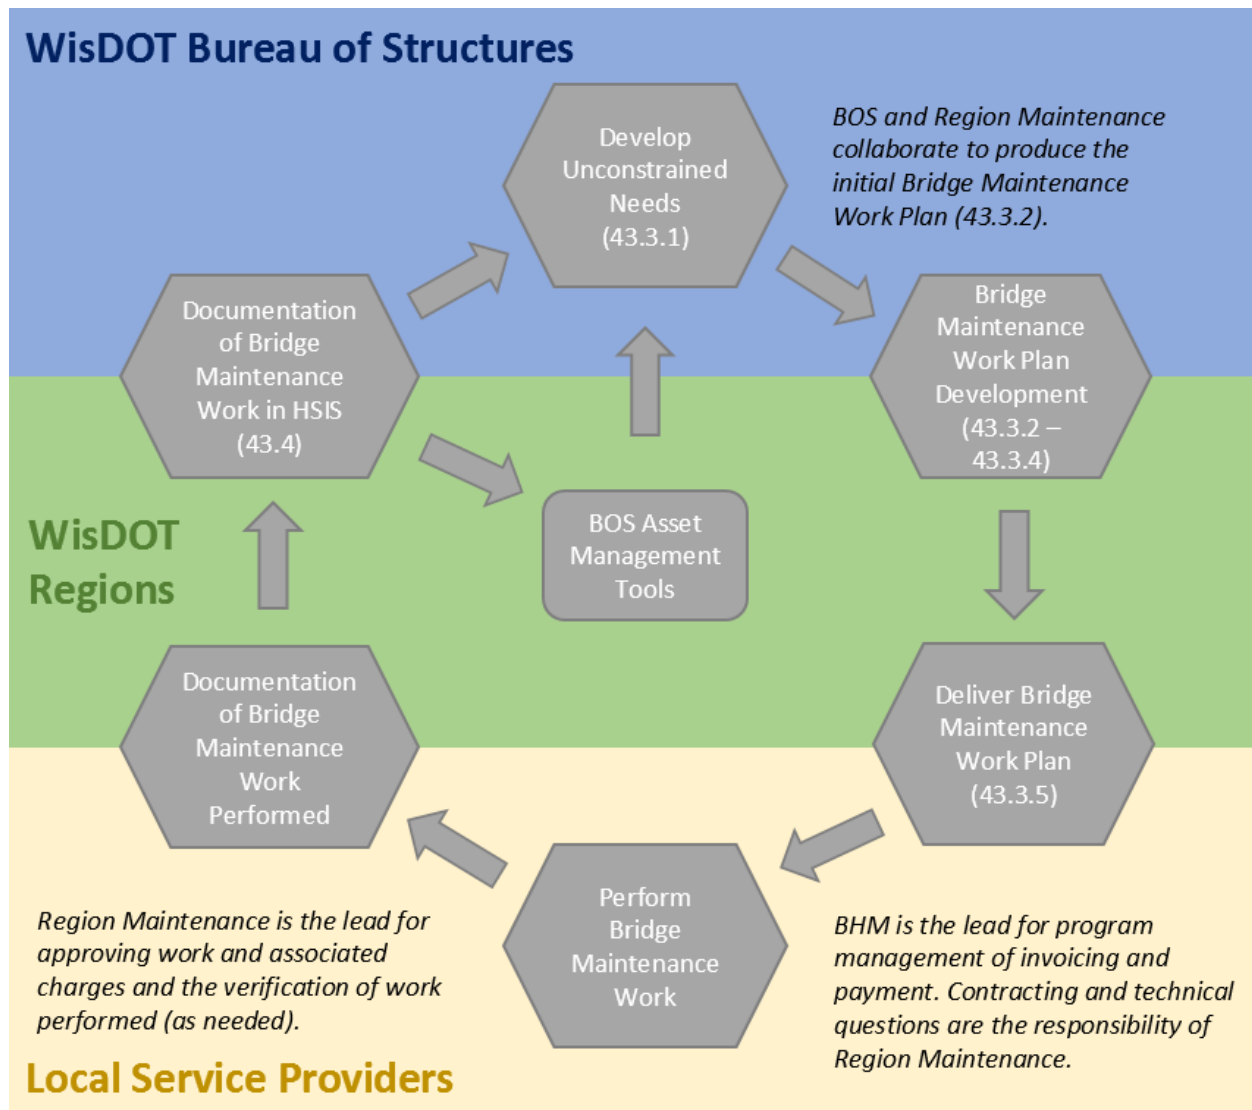 WisDOT Bureau of Structures
Develop
Unconstrained
Needs
(43.3.1)
BOS and Region Maintenance
collaborate to produce the
initial Bridge Maintenance
Work Plan (43.3.2).
Documentation
of Bridge
Maintenance
Work in HSIS
(43.4)
Bridge
Maintenance
Work Plan
Development
(43.3.2 –
43.3.4)
WisDOT
Regions
BOS Asset
Management
Tools
Documentation
of Bridge
Maintenance
Work
Performed
Deliver Bridge
Maintenance
Work Plan
(43.3.5)
Perform
Bridge
Maintenance
Work
Region Maintenance is the lead for
approving work and associated
charges and the verification of work
performed (as needed).
BHM is the lead for program
management of invoicing and
payment. Contracting and technical
questions are the responsibility of
Region Maintenance.
Local Service Providers